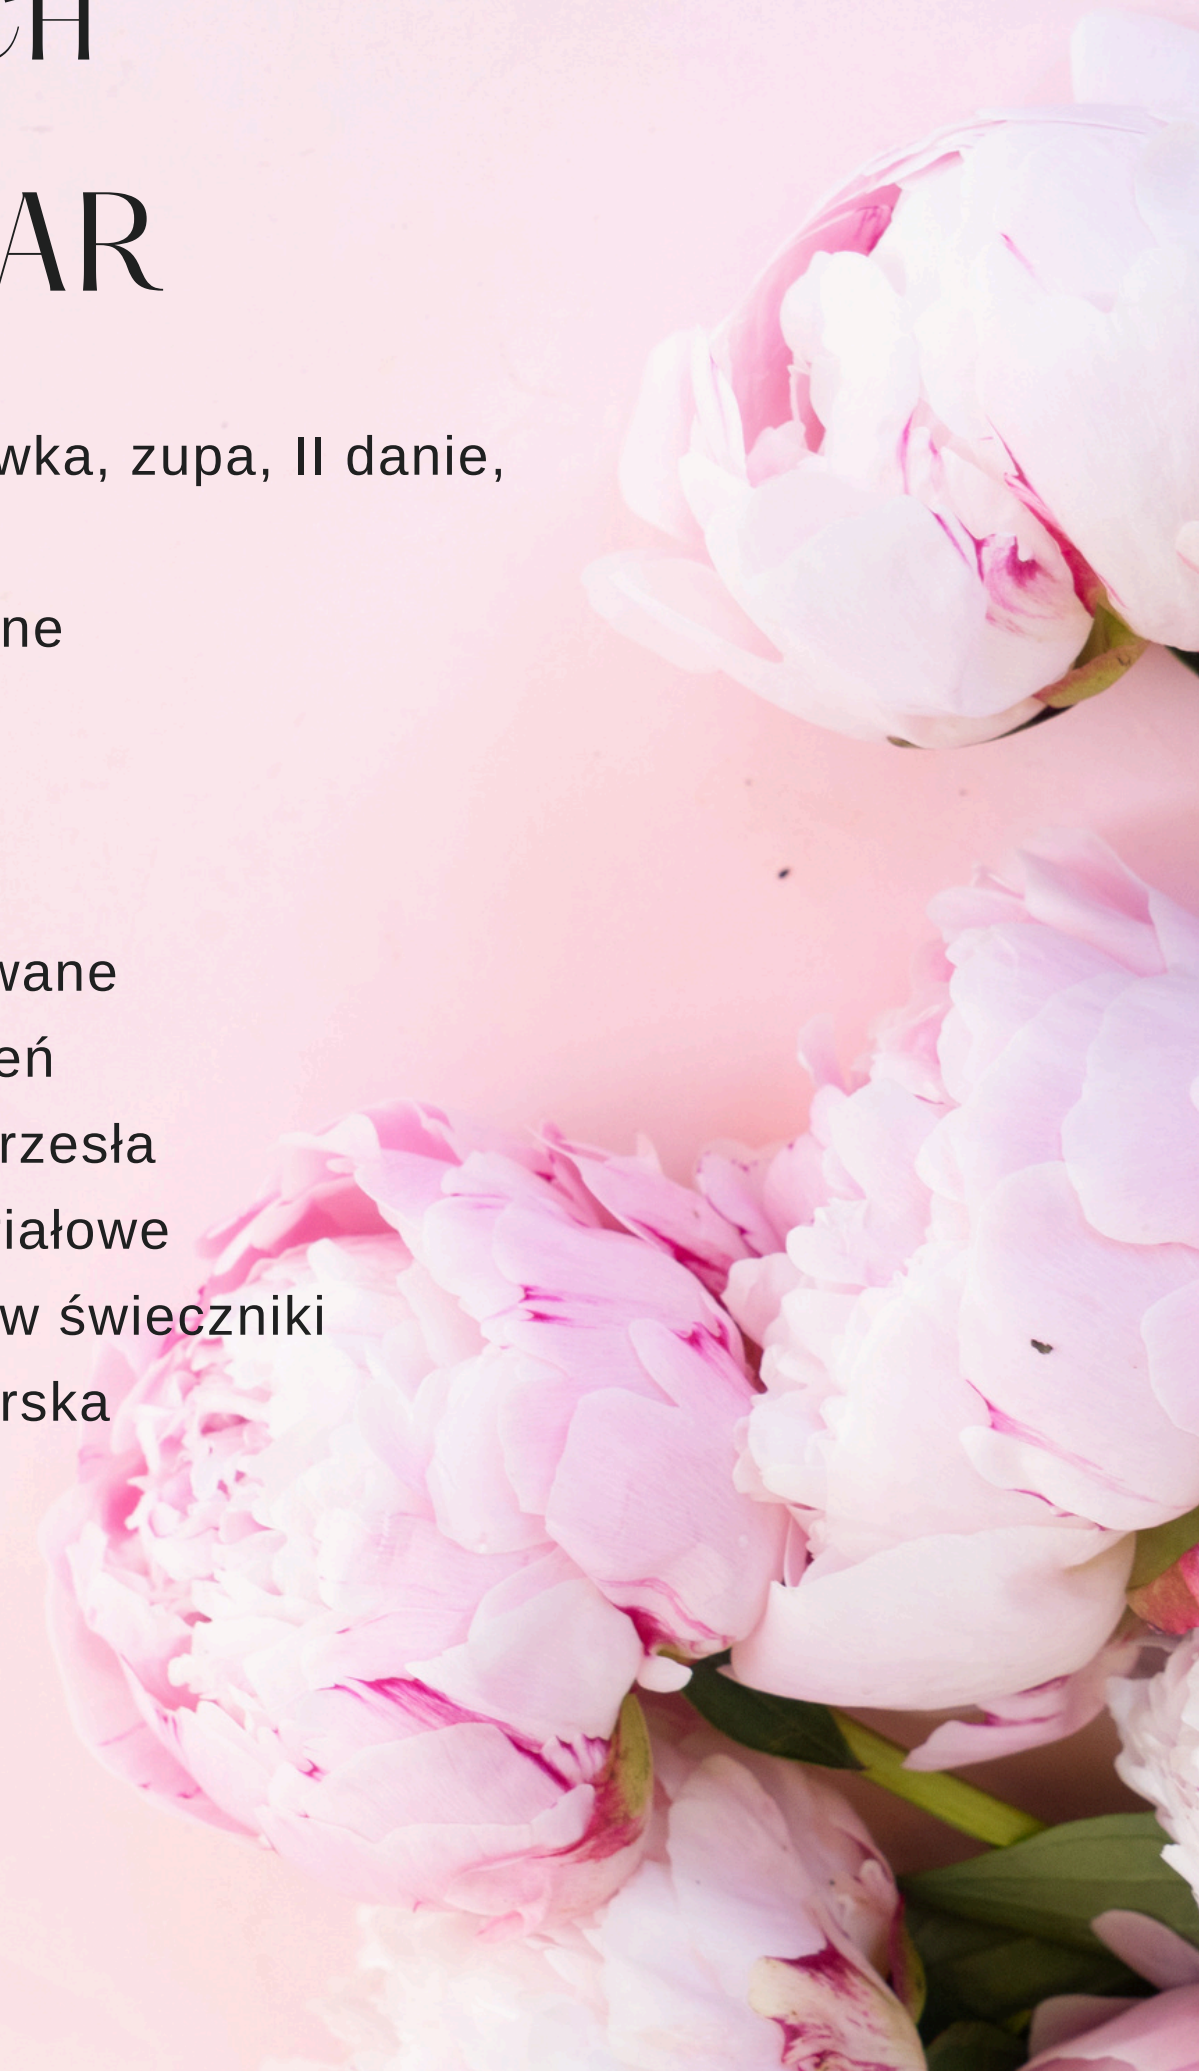 CH
AR
wka, zupa, II danie,
ne
wane
eń
rzesła
iałowe
w świeczniki
rska